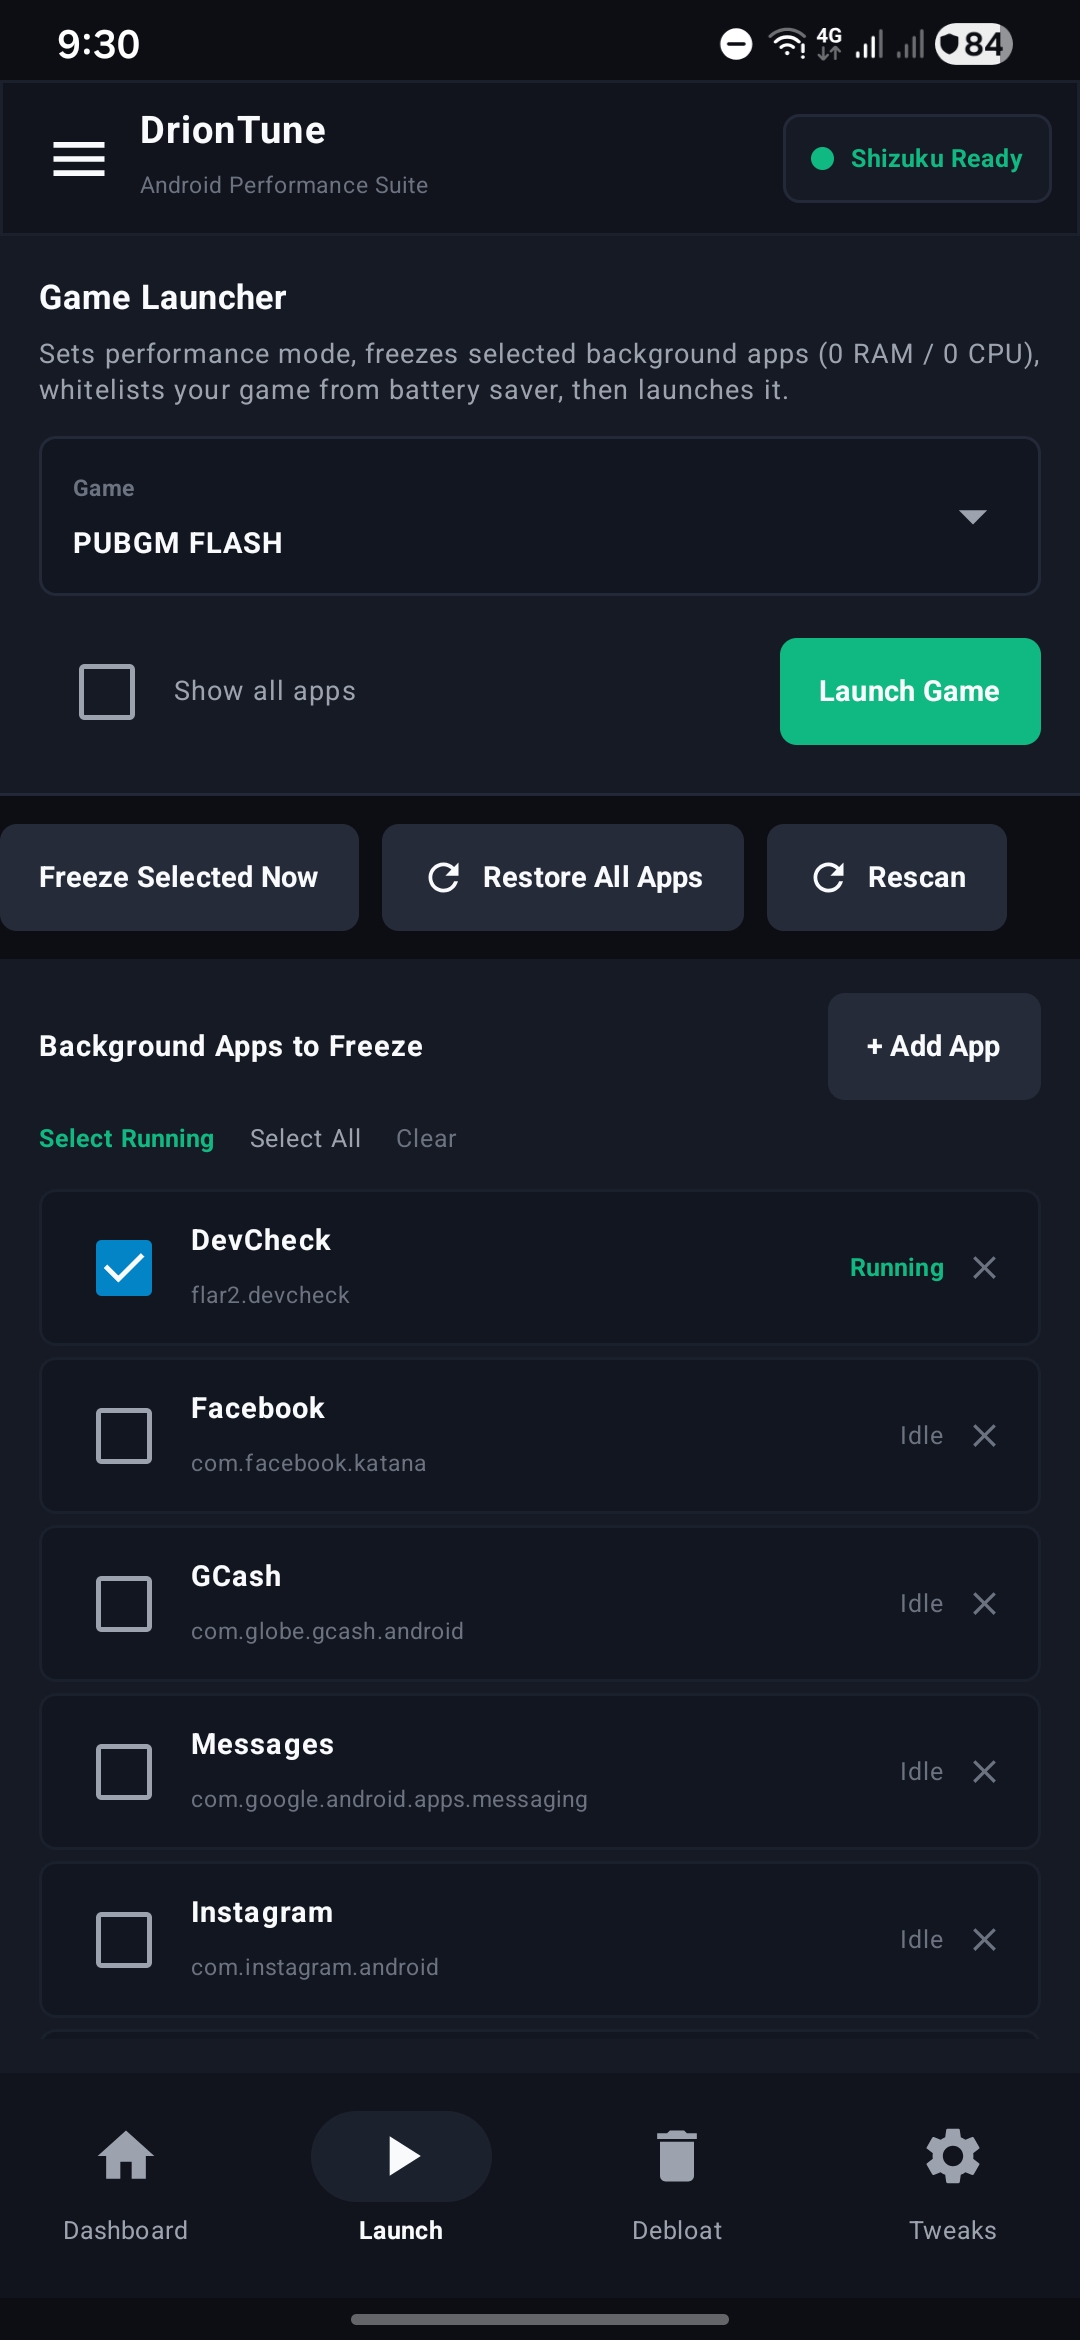 9:30
4G
84
DrionTune
Android Performance Suite
Shizuku Ready
Game Launcher
Sets performance mode, freezes selected background apps (0 RAM / 0 CPU),
whitelists your game from battery saver, then launches it.
Game
PUBGM FLASH
Show all apps
Launch Game
Freeze Selected Now
Restore All Apps
Rescan
Background Apps to Freeze
+ Add App
Select Running
Select All
Clear
DevCheck
flar2.devcheck
Running
Facebook
com.facebook.katana
Idle
GCash
com.globe.gcash.android
Idle
Messages
com.google.android.apps.messaging
Idle
Instagram
com.instagram.android
Idle
Dashboard
Launch
Debloat
Tweaks